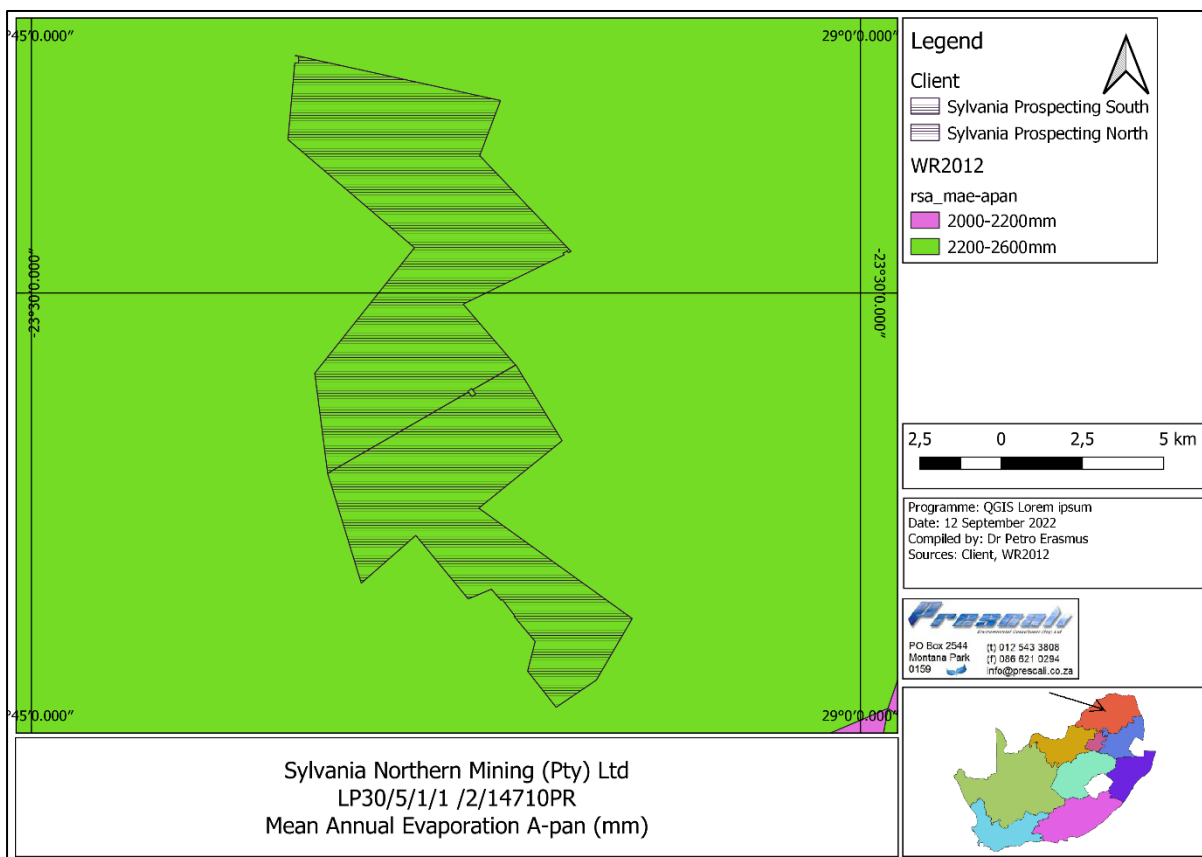 °45'0.000"
29°0'0.000"
-23°30'0.000"
-23°30'0.000"
°45'0.000"
29°0'0.000"
Sylvania Northern Mining (Pty) Ltd
LP30/5/1/1 /2/14710PR
Mean Annual Evaporation A-pan (mm)
Legend
Client
Sylvania Prospecting South
Sylvania Prospecting North
WR2012
rsa_mae-apan
2000-2200mm
2200-2600mm
2,5 0 2,5 5 km
Programme: QGIS Lorem ipsum
Date: 12 September 2022
Compiled by: Dr Petro Erasmus
Sources: Client, WR2012
Prescali
Environmental Consultants (Pty) Ltd
PO Box 2544 (t) 012 543 3808
Montana Park (f) 086 621 0294
0159 info@prescali.co.za